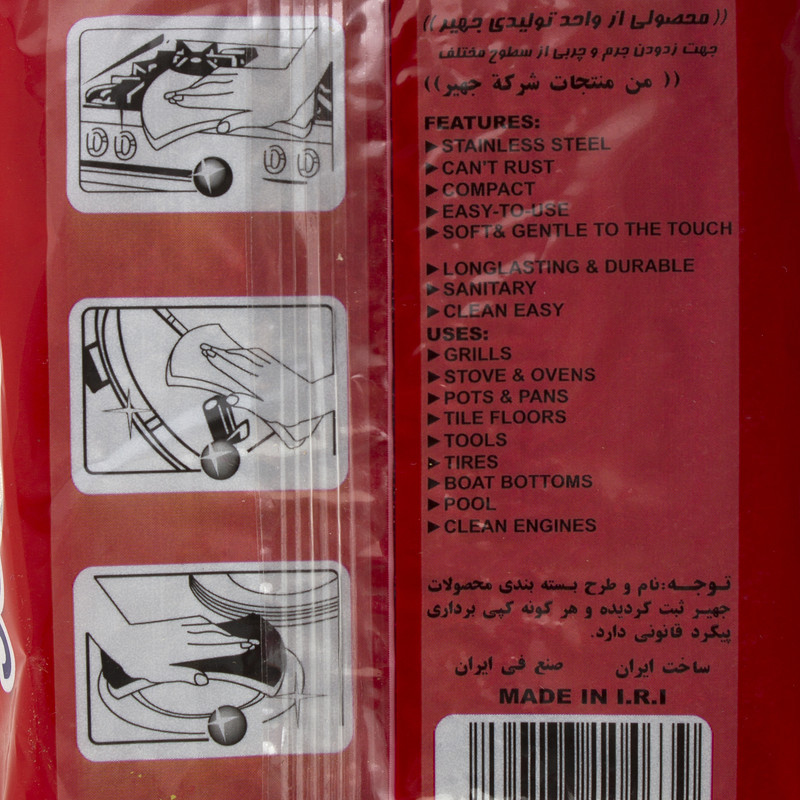 (( محصولی از واحد تولیدی جهیر ))
جهت زدودن جرم و چربی از سطوح مختلف
(( من منتجات شركة جهیر ))
FEATURES:
►STAINLESS STEEL
►CAN'T RUST
►COMPACT
►EASY-TO-USE
►SOFT& GENTLE TO THE TOUCH
►LONGLASTING & DURABLE
►SANITARY
►CLEAN EASY
USES:
►GRILLS
►STOVE & OVENS
►POTS & PANS
►TILE FLOORS
►TOOLS
►TIRES
►BOAT BOTTOMS
►POOL
►CLEAN ENGINES
توجه:نام و طرح بسته بندی محصولات
جهیر ثبت گردیده و هر گونه کپی برداری
پیگرد قانونی دارد.
ساخت ایران صنع فی ایران
MADE IN I.R.I